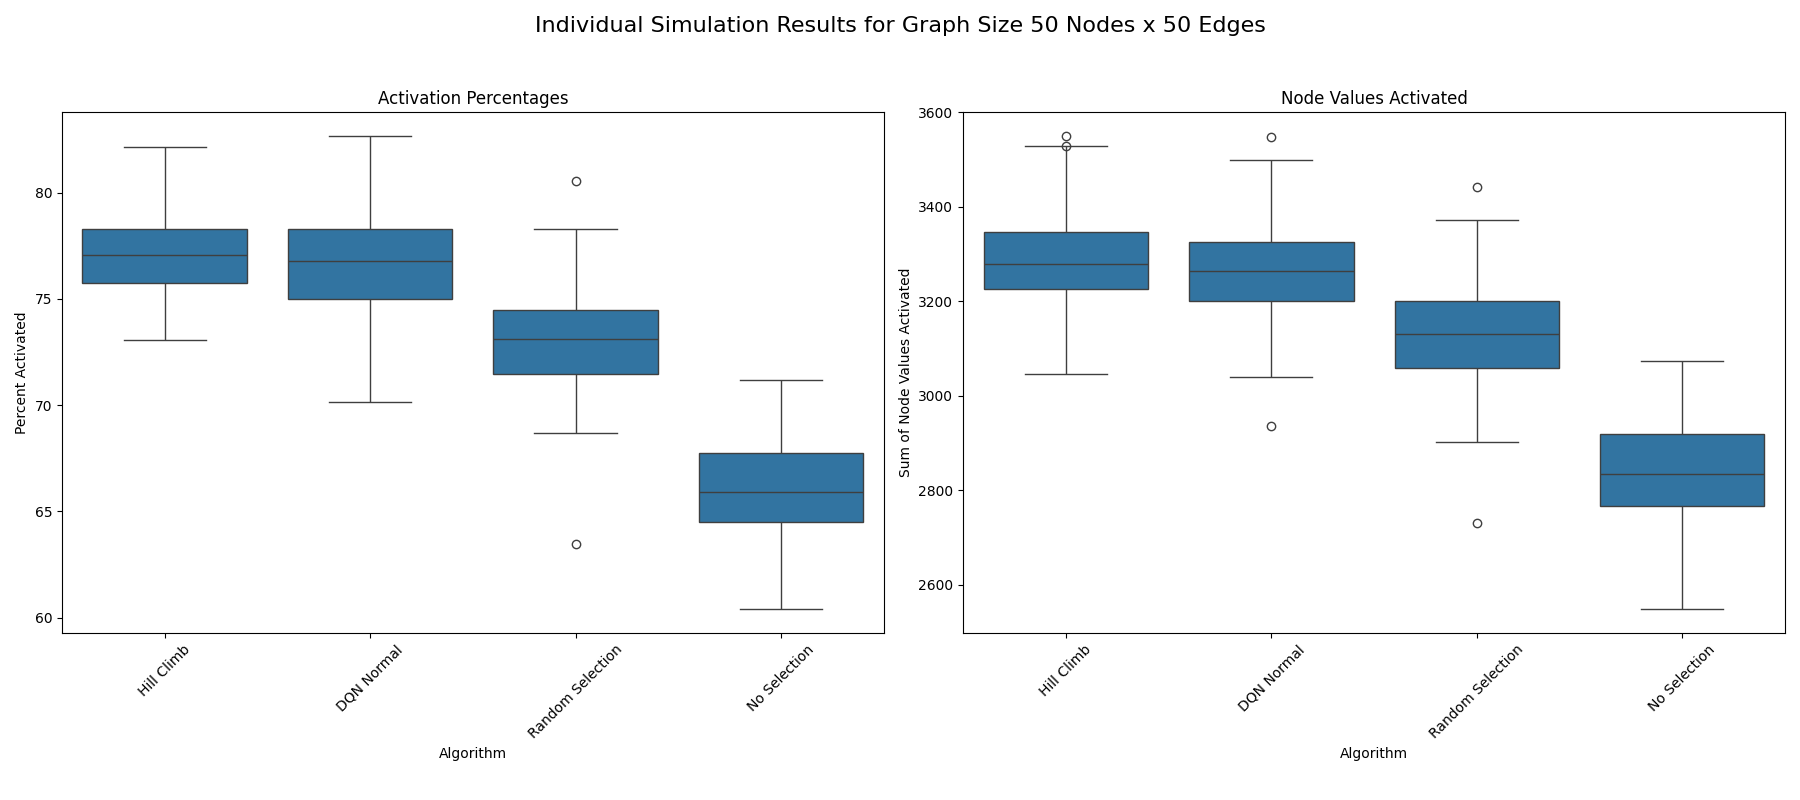 Individual Simulation Results for Graph Size 50 Nodes x 50 Edges
Activation Percentages
Percent Activated
80
75
70
65
60
Hill Climb
DQN Normal
Random Selection
No Selection
Algorithm
Node Values Activated
Sum of Node Values Activated
3600
3400
3200
3000
2800
2600
Hill Climb
DQN Normal
Random Selection
No Selection
Algorithm